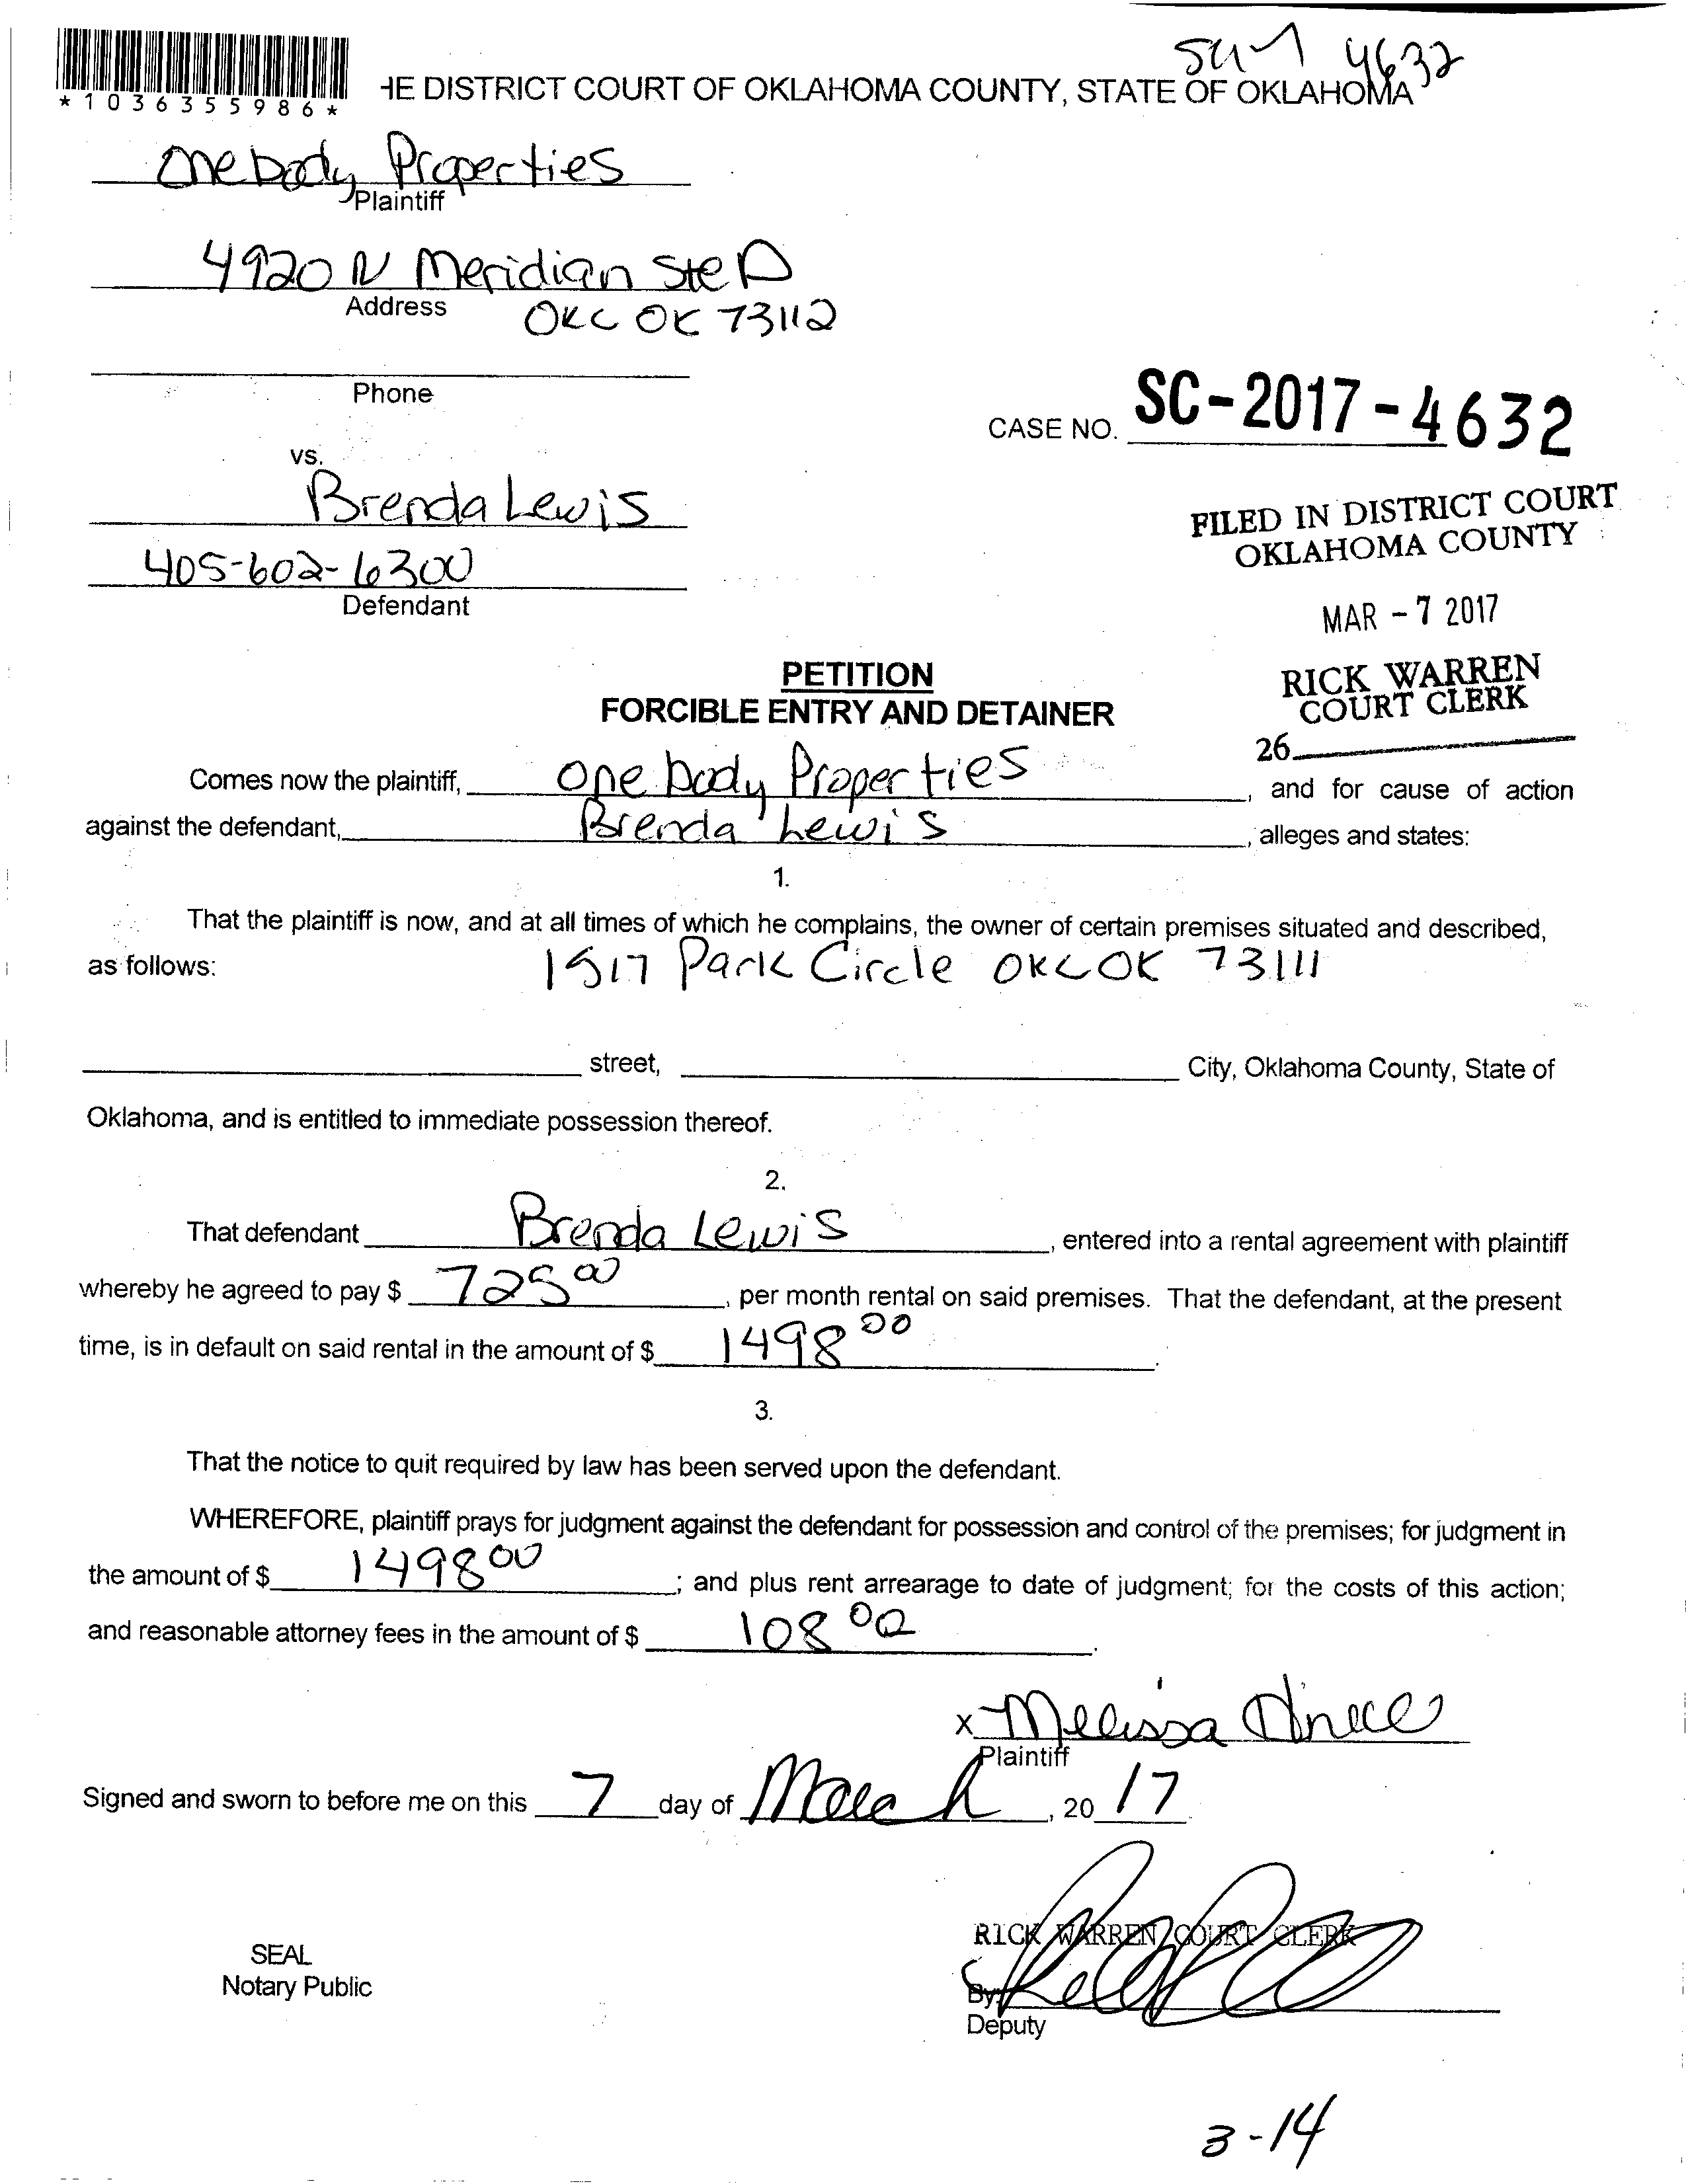 4632
*1036355986*
HE DISTRICT COURT OF OKLAHOMA COUNTY, STATE OF OKLAHOMA
One body Properties
Plaintiff
4920 N Meridian Ste D
Address
OKC OK 73112
Phone
CASE NO. SC-2017-4632
vs.
Brenda Lewis
FILED IN DISTRICT COURT
OKLAHOMA COUNTY
405-602-6300
Defendant
MAR - 7 2017
PETITION
FORCIBLE ENTRY AND DETAINER
RICK WARREN
COURT CLERK
26
Comes now the plaintiff, One body Properties, and for cause of action
against the defendant, Brenda Lewis, alleges and states:
1.
That the plaintiff is now, and at all times of which he complains, the owner of certain premises situated and described,
as follows: 1517 Park Circle OKC OK 73111
street, City, Oklahoma County, State of
Oklahoma, and is entitled to immediate possession thereof.
2.
That defendant Brenda Lewis, entered into a rental agreement with plaintiff
whereby he agreed to pay $ 725 00, per month rental on said premises. That the defendant, at the present
time, is in default on said rental in the amount of $ 1498 00.
3.
That the notice to quit required by law has been served upon the defendant.
WHEREFORE, plaintiff prays for judgment against the defendant for possession and control of the premises; for judgment in
the amount of $ 1498 00; and plus rent arrearage to date of judgment; for the costs of this action;
and reasonable attorney fees in the amount of $ 108 00.
x Melissa
Plaintiff
Signed and sworn to before me on this 7 day of March, 20 17.
RICK WARREN COURT CLERK
SEAL
Notary Public
By:
Deputy
3-14